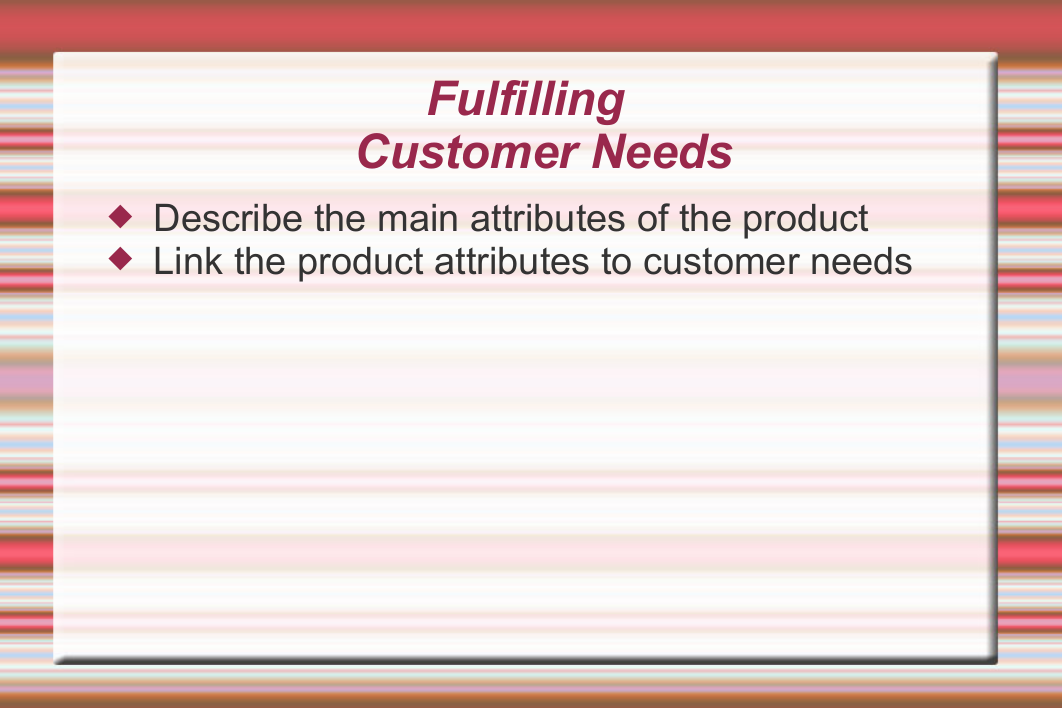 Fulfilling
Customer Needs
Describe the main attributes of the product
Link the product attributes to customer needs